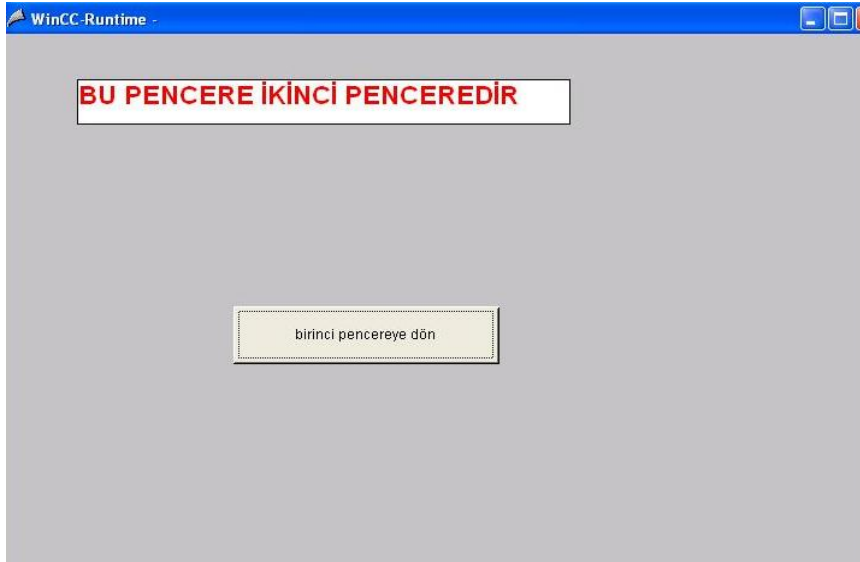 WinCC-Runtime -
BU PENCERE İKİNCİ PENCEREDİR
birinci pencereye dön